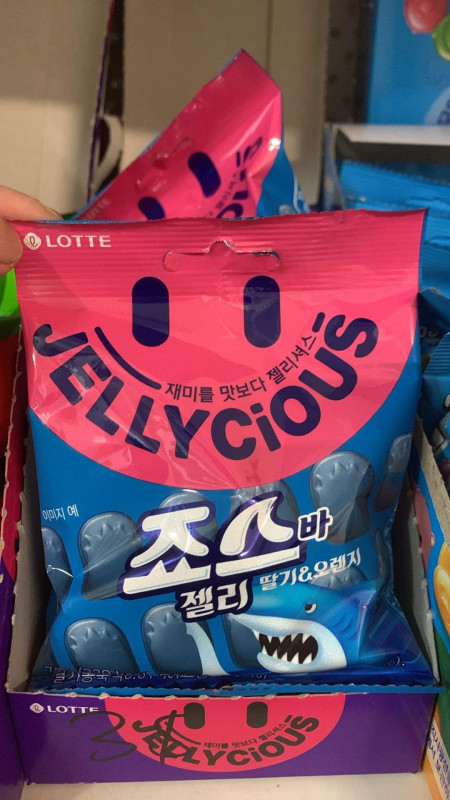 LOTTE
JELLYCiOUS
재미를 맛보다 젤리셔스
이미지 예
죠스바
젤리 딸기&오렌지
LOTTE
3
재미를 맛보다 젤리셔스
JELLYCiOUS